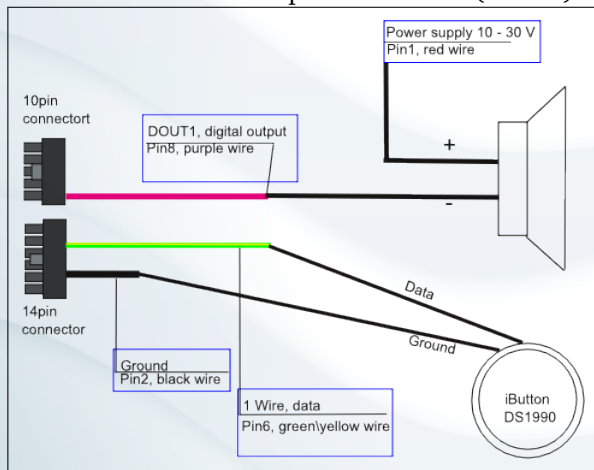 Power supply 10 - 30 V
Pin1, red wire
10pin
connectort
DOUT1, digital output
Pin8, purple wire
+
-
14pin
connector
Data
Ground
Ground
Pin2, black wire
1 Wire, data
Pin6, green\yellow wire
iButton
DS1990